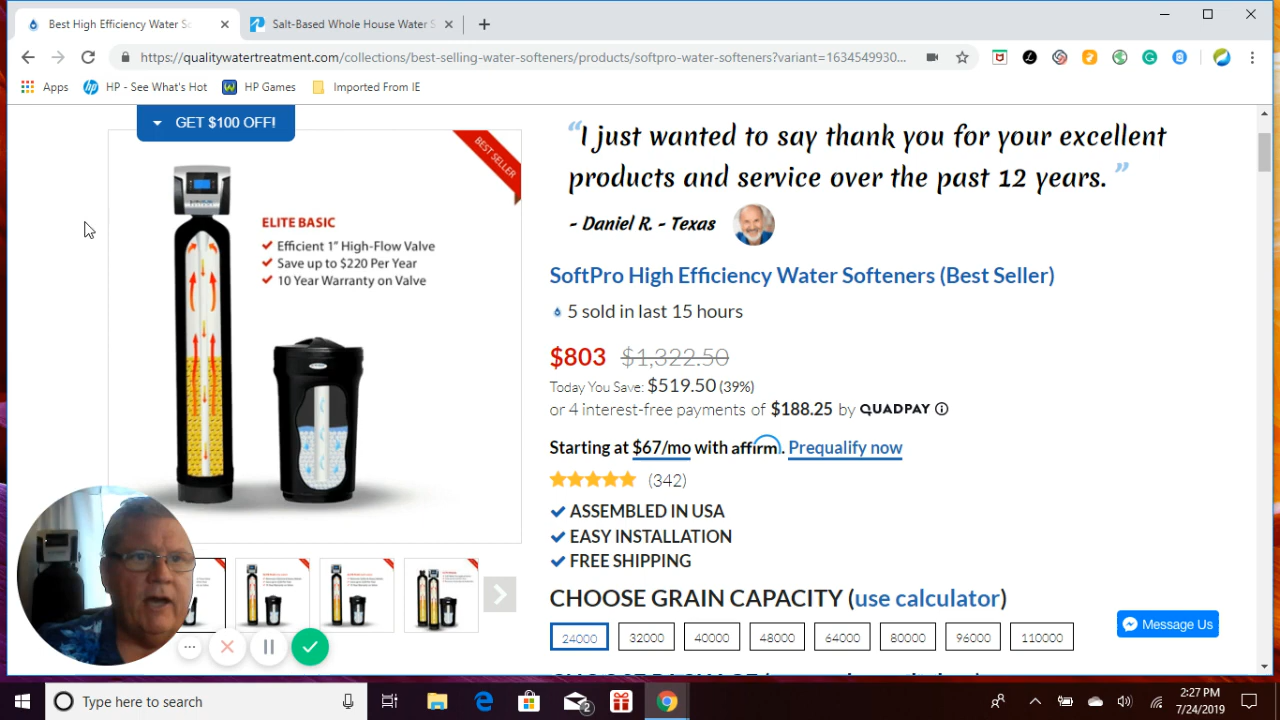 Best High Efficiency Water So
Salt-Based Whole House Water S
https://qualitywatertreatment.com/collections/best-selling-water-softeners/products/softpro-water-softeners?variant=1634549930...
Apps
HP - See What's Hot
HP Games
Imported From IE
GET $100 OFF!
BEST SELLER
ELITE BASIC
Efficient 1" High-Flow Valve
Save up to $220 Per Year
10 Year Warranty on Valve
"I just wanted to say thank you for your excellent
products and service over the past 12 years."
- Daniel R. - Texas
SoftPro High Efficiency Water Softeners (Best Seller)
5 sold in last 15 hours
$803 $1,322.50
Today You Save: $519.50 (39%)
or 4 interest-free payments of $188.25 by QUADPAY
Starting at $67/mo with affirm. Prequalify now
(342)
ASSEMBLED IN USA
EASY INSTALLATION
FREE SHIPPING
CHOOSE GRAIN CAPACITY (use calculator)
24000 32000 40000 48000 64000 80000 96000 110000
Message Us
Type here to search
2
2:27 PM
7/24/2019